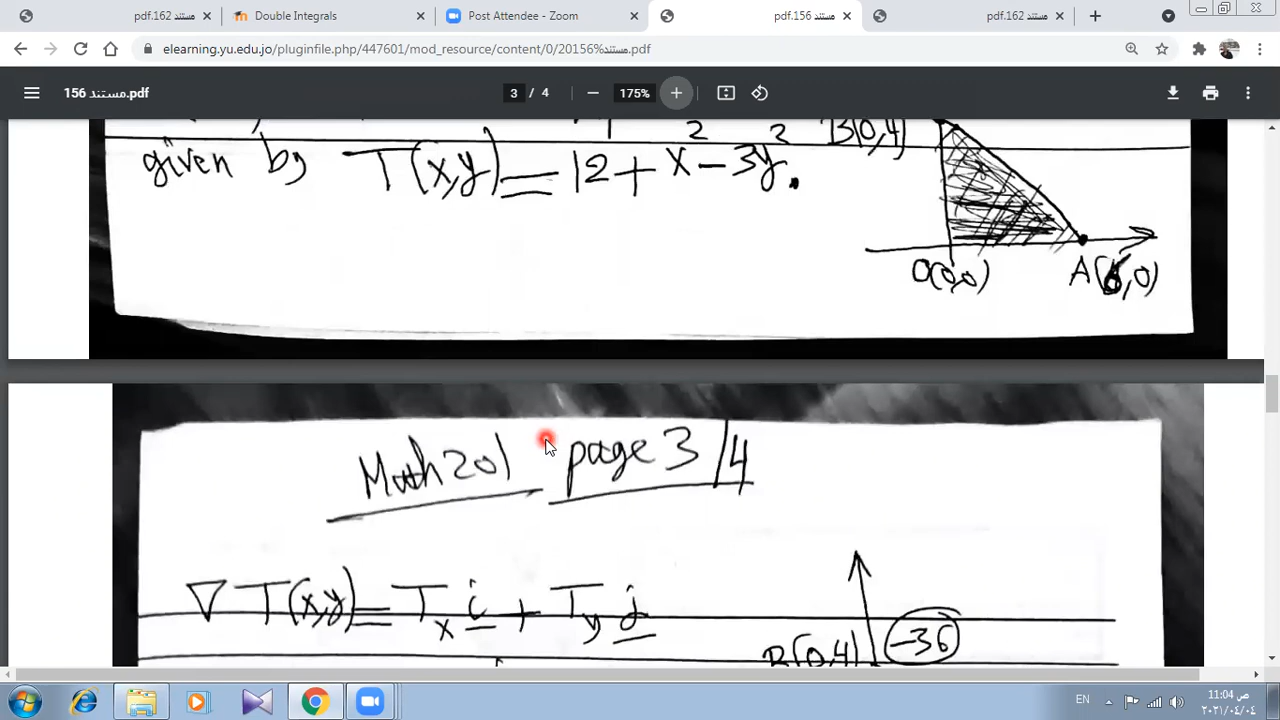 مستند 162.pdf
Double Integrals
Post Attendee - Zoom
مستند 156.pdf
مستند 162.pdf
elearning.yu.edu.jo/pluginfile.php/447601/mod_resource/content/0/20156%مستند.pdf
مستند 156.pdf
3 / 4
175%
B(0,4)
given by T(x,y) = 12 + x² - 3y².
O(0,0)
A(6,0)
Math 201 page 3/4
∇T(x,y) = Tx i + Ty j
-36
B(0,4)
EN
11:04 ص
٢٠٢١/٠٤/٠٤